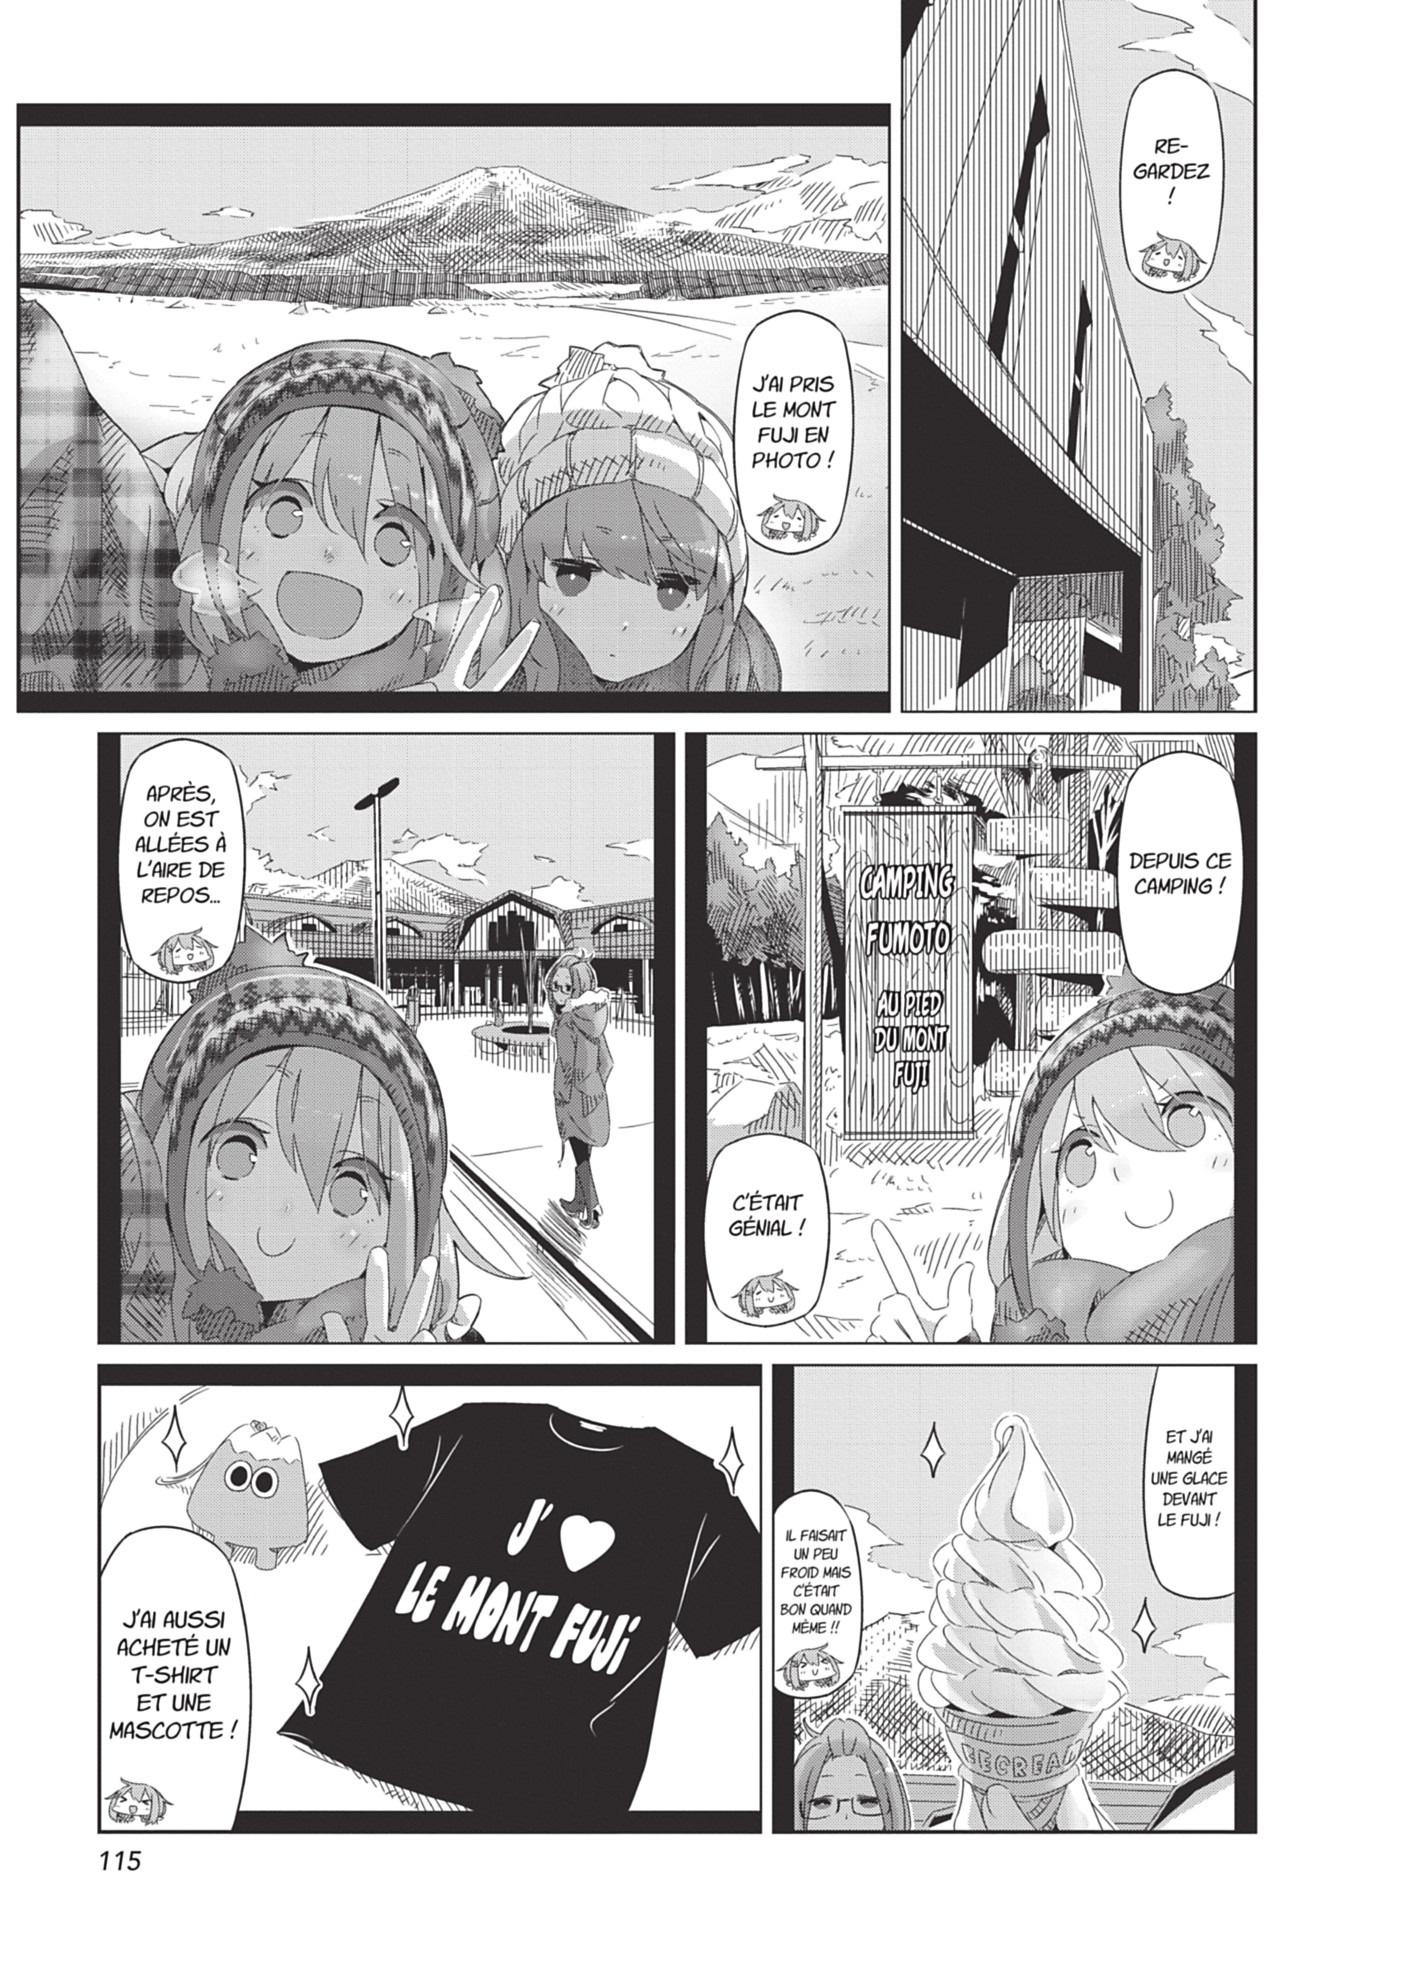 RE-
GARDEZ
!
J'AI PRIS
LE MONT
FUJI EN
PHOTO !
DEPUIS CE
CAMPING !
CAMPING
FUMOTO
AU PIED
DU MONT
FUJI
C'ÉTAIT
GÉNIAL !
APRÈS,
ON EST
ALLÉES À
L'AIRE DE
REPOS...
ET J'AI
MANGÉ
UNE GLACE
DEVANT
LE FUJI !
IL FAISAIT
UN PEU
FROID MAIS
C'ÉTAIT
BON QUAND
MÊME !!
ICECREAM
J'♥
LE MONT FUJI
J'AI AUSSI
ACHETÉ UN
T-SHIRT
ET UNE
MASCOTTE !
115